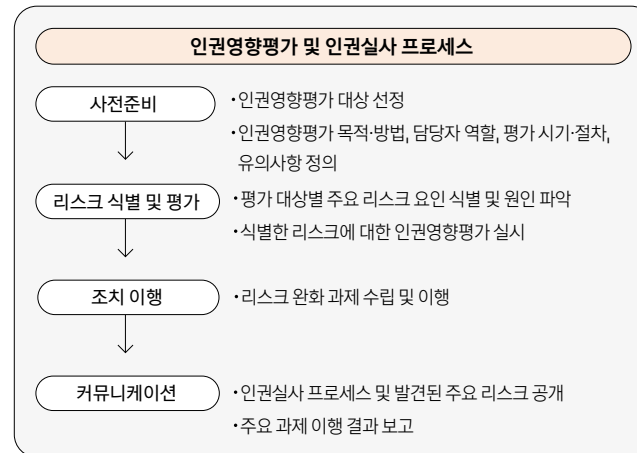 인권영향평가 및 인권실사 프로세스
사전준비
•인권영향평가 대상 선정
•인권영향평가 목적·방법, 담당자 역할, 평가 시기·절차,
유의사항 정의
리스크 식별 및 평가
•평가 대상별 주요 리스크 요인 식별 및 원인 파악
•식별한 리스크에 대한 인권영향평가 실시
조치 이행
•리스크 완화 과제 수립 및 이행
커뮤니케이션
•인권실사 프로세스 및 발견된 주요 리스크 공개
•주요 과제 이행 결과 보고